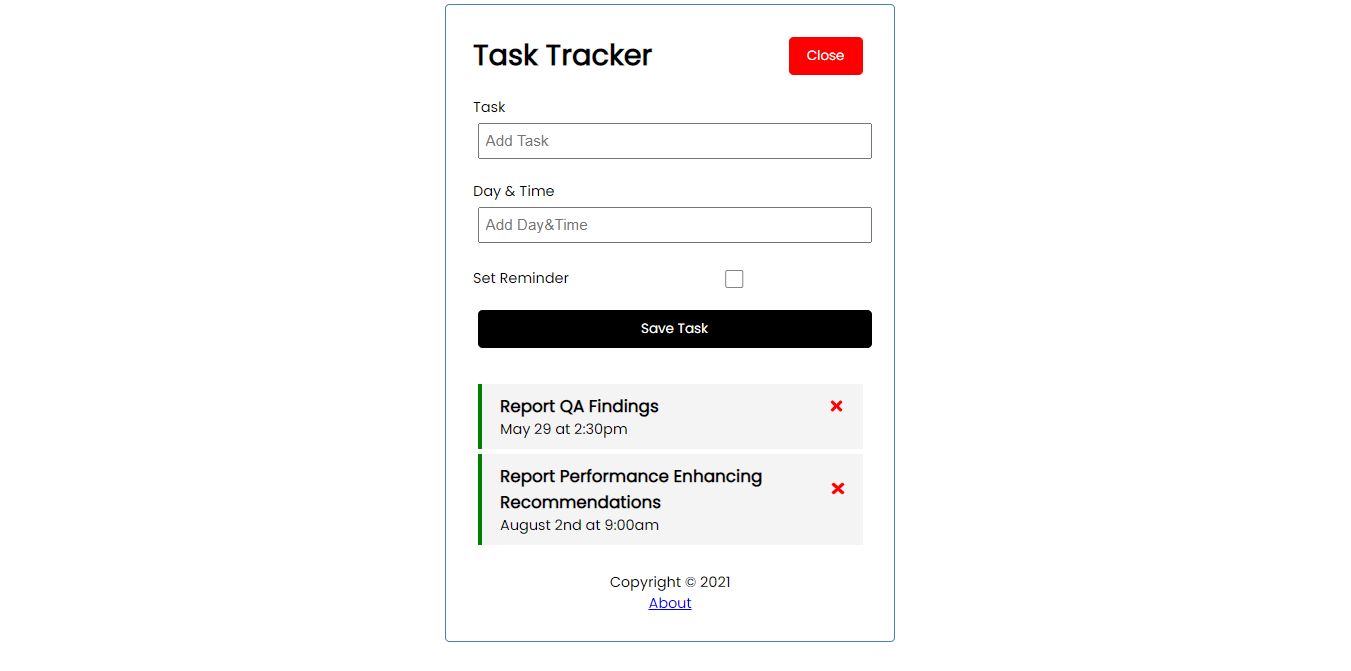 Task Tracker
Close
Task
Add Task
Day & Time
Add Day&Time
Set Reminder
Save Task
Report QA Findings
May 29 at 2:30pm
Report Performance Enhancing
Recommendations
August 2nd at 9:00am
Copyright © 2021
About